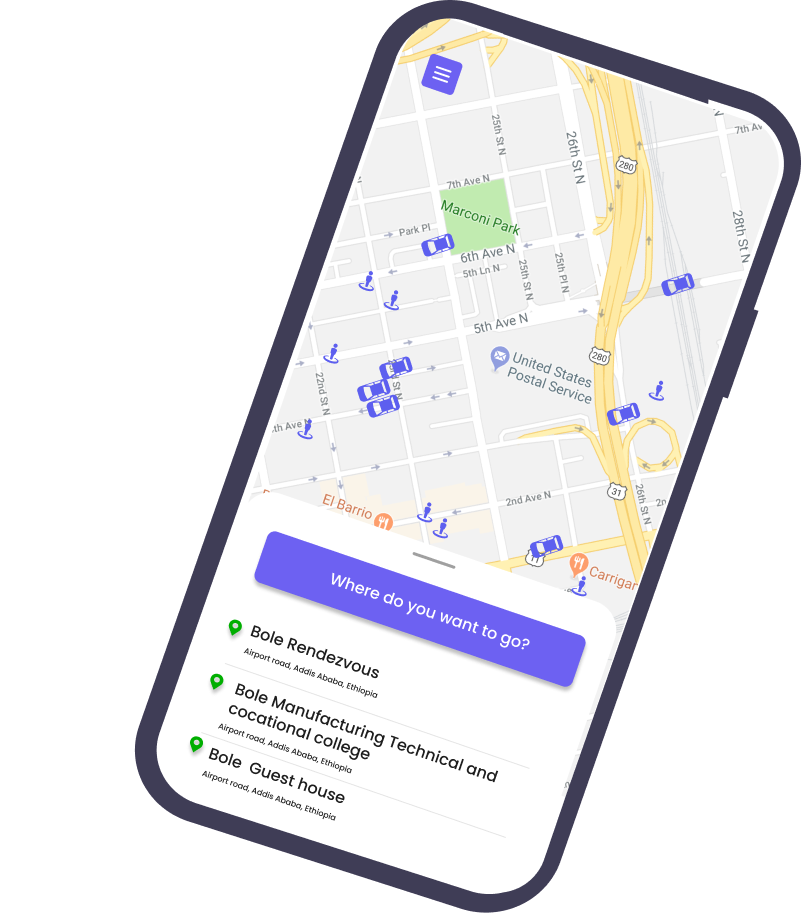 7th Av
25th St N
26th St N
280
7th Ave N
Marconi Park
28th St N
Park Pl
6th Ave N
5th Ln N
25th St N
25th Pl N
5th Ave N
280
United States
Postal Service
22nd St N
St N
th Ave N
31
26th St N
El Barrio
2nd Ave N
2n
11
Carrigan
Where do you want to go?
Bole Rendezvous
Airport road, Addis Ababa, Ethiopia
Bole Manufacturing Technical and
cocational college
Airport road, Addis Ababa, Ethiopia
Bole Guest house
Airport road, Addis Ababa, Ethiopia